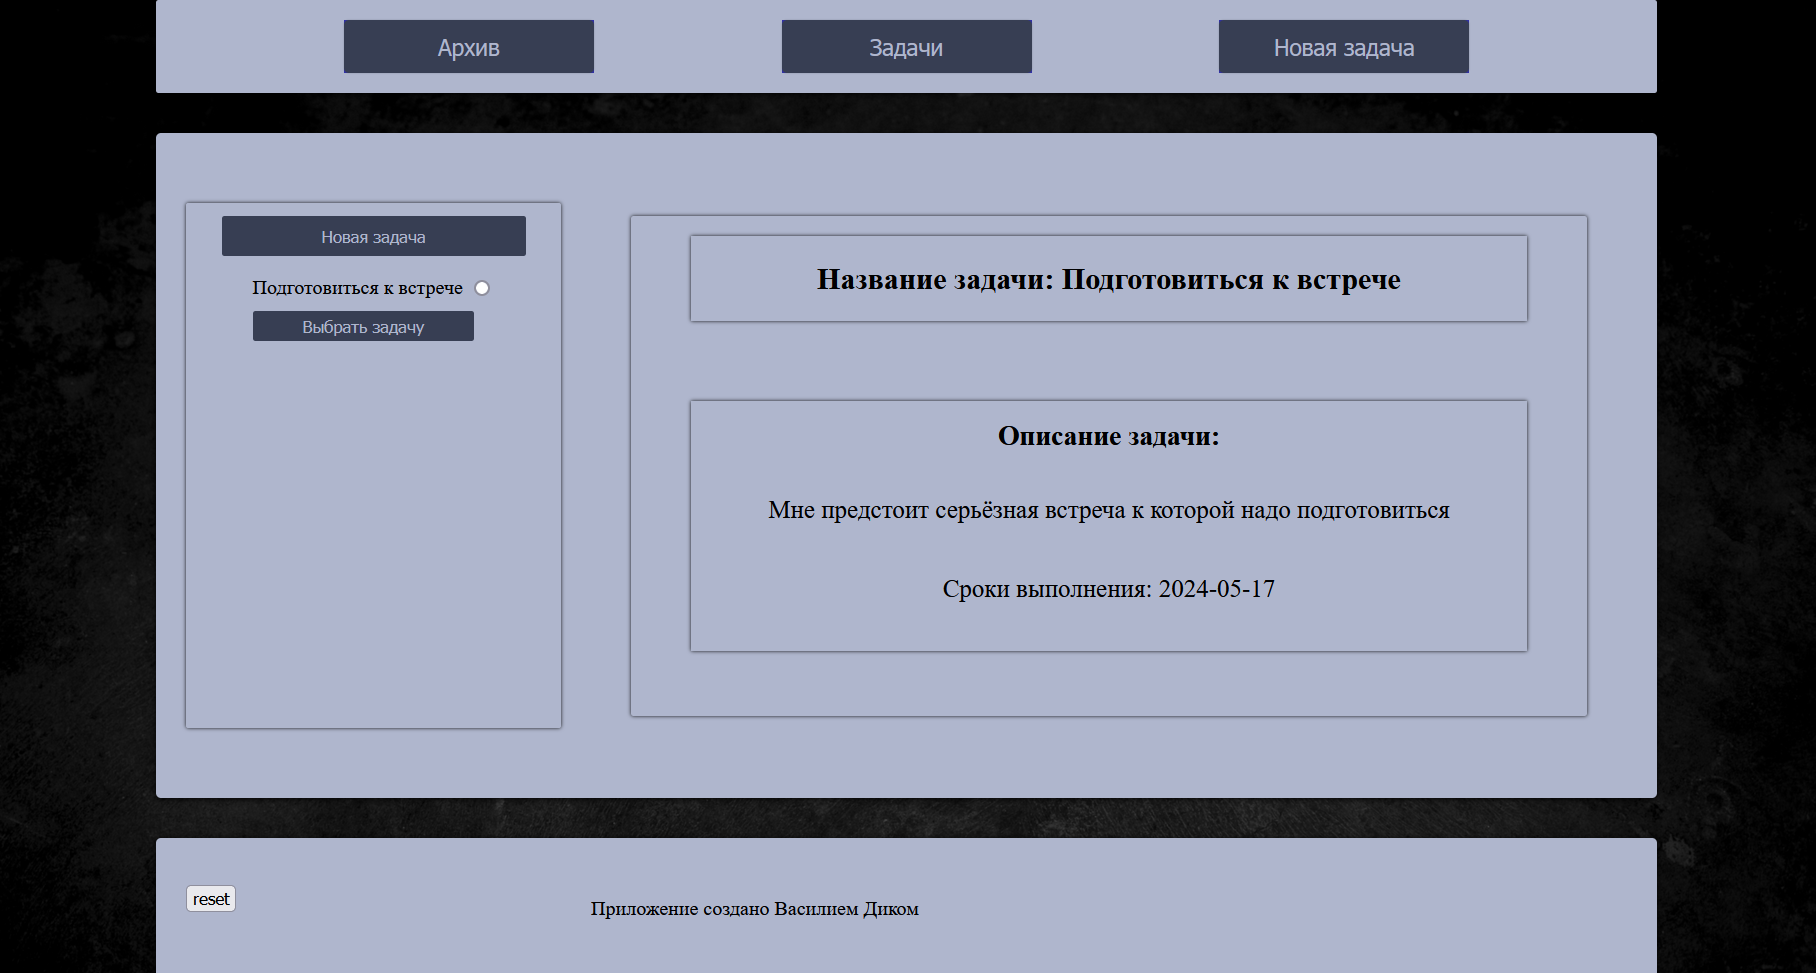 Архив
Задачи
Новая задача
Новая задача
Подготовиться к встрече
Выбрать задачу
Название задачи: Подготовиться к встрече
Описание задачи:
Мне предстоит серьёзная встреча к которой надо подготовиться
Сроки выполнения: 2024-05-17
reset
Приложение создано Василием Диком